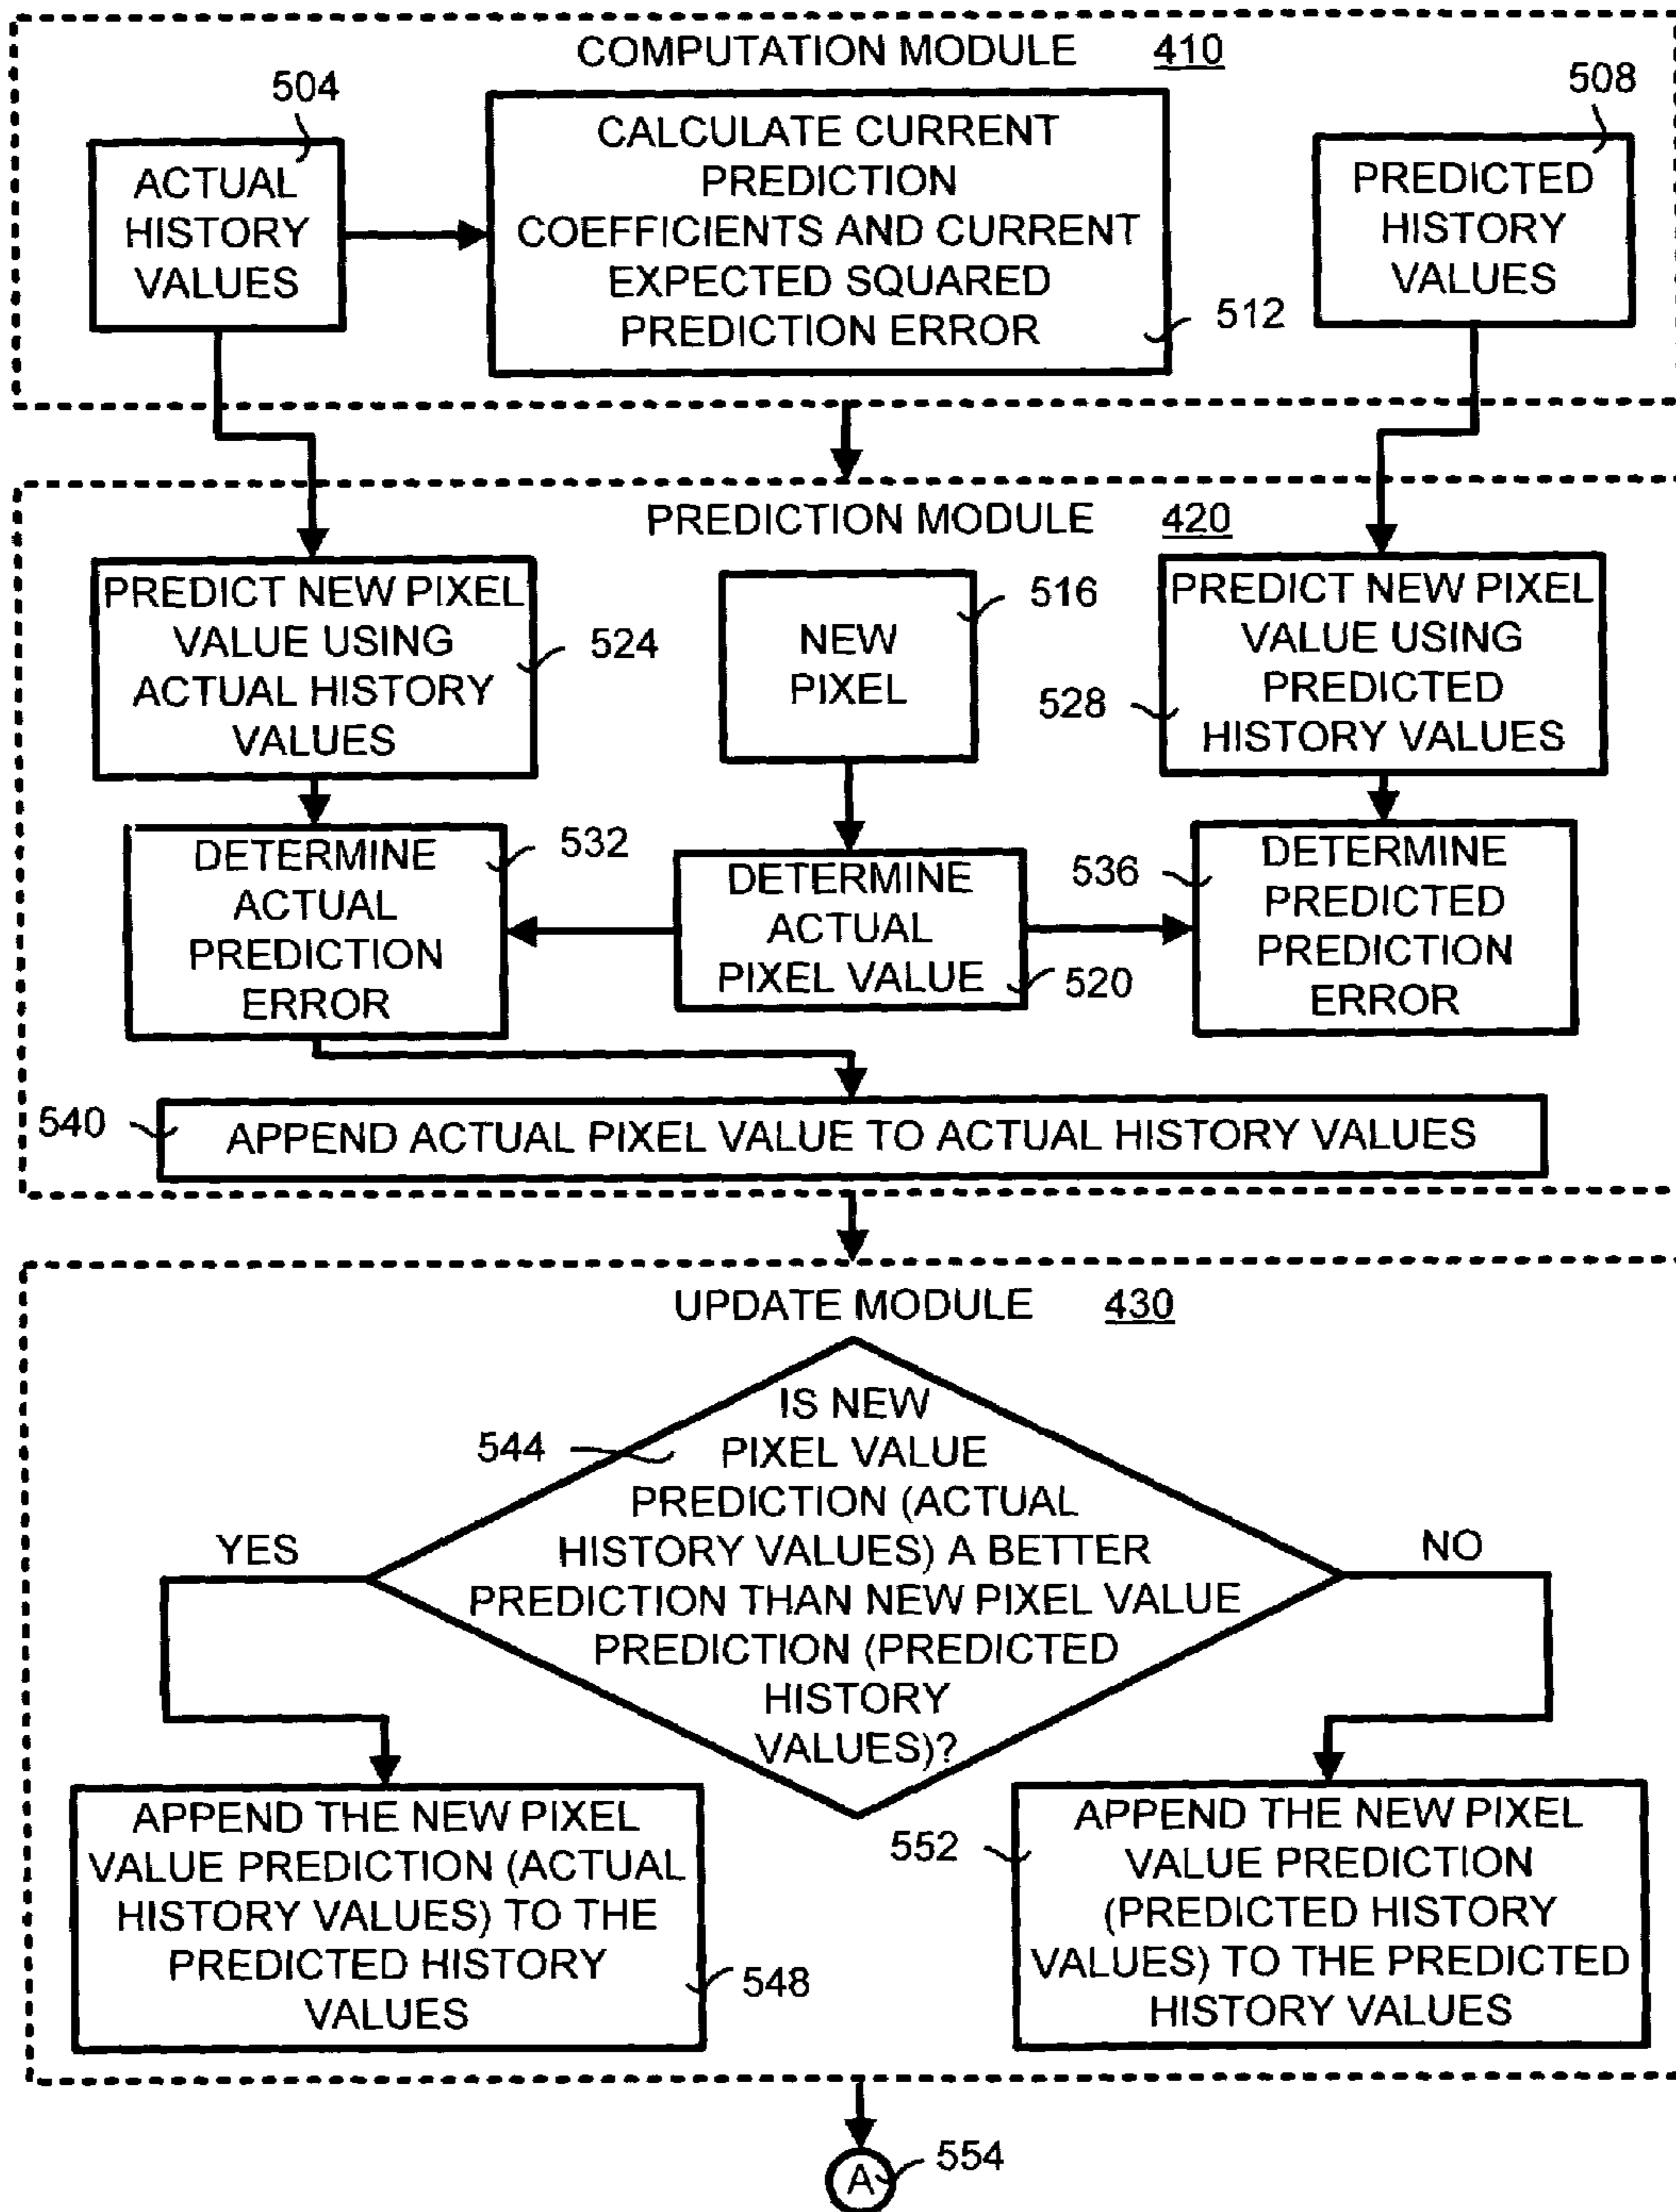 COMPUTATION MODULE 410
504
ACTUAL
HISTORY
VALUES
CALCULATE CURRENT
PREDICTION
COEFFICIENTS AND CURRENT
EXPECTED SQUARED
PREDICTION ERROR
512
508
PREDICTED
HISTORY
VALUES
PREDICTION MODULE 420
PREDICT NEW PIXEL
VALUE USING
ACTUAL HISTORY
VALUES
524
NEW
PIXEL
516
PREDICT NEW PIXEL
VALUE USING
PREDICTED
HISTORY VALUES
528
DETERMINE
ACTUAL
PREDICTION
ERROR
532
DETERMINE
ACTUAL
PIXEL VALUE
520
536
DETERMINE
PREDICTED
PREDICTION
ERROR
540
APPEND ACTUAL PIXEL VALUE TO ACTUAL HISTORY VALUES
UPDATE MODULE 430
544
IS NEW
PIXEL VALUE
PREDICTION (ACTUAL
HISTORY VALUES) A BETTER
PREDICTION THAN NEW PIXEL VALUE
PREDICTION (PREDICTED
HISTORY
VALUES)?
YES
NO
APPEND THE NEW PIXEL
VALUE PREDICTION (ACTUAL
HISTORY VALUES) TO THE
PREDICTED HISTORY
VALUES
548
552
APPEND THE NEW PIXEL
VALUE PREDICTION
(PREDICTED HISTORY
VALUES) TO THE PREDICTED
HISTORY VALUES
A
554